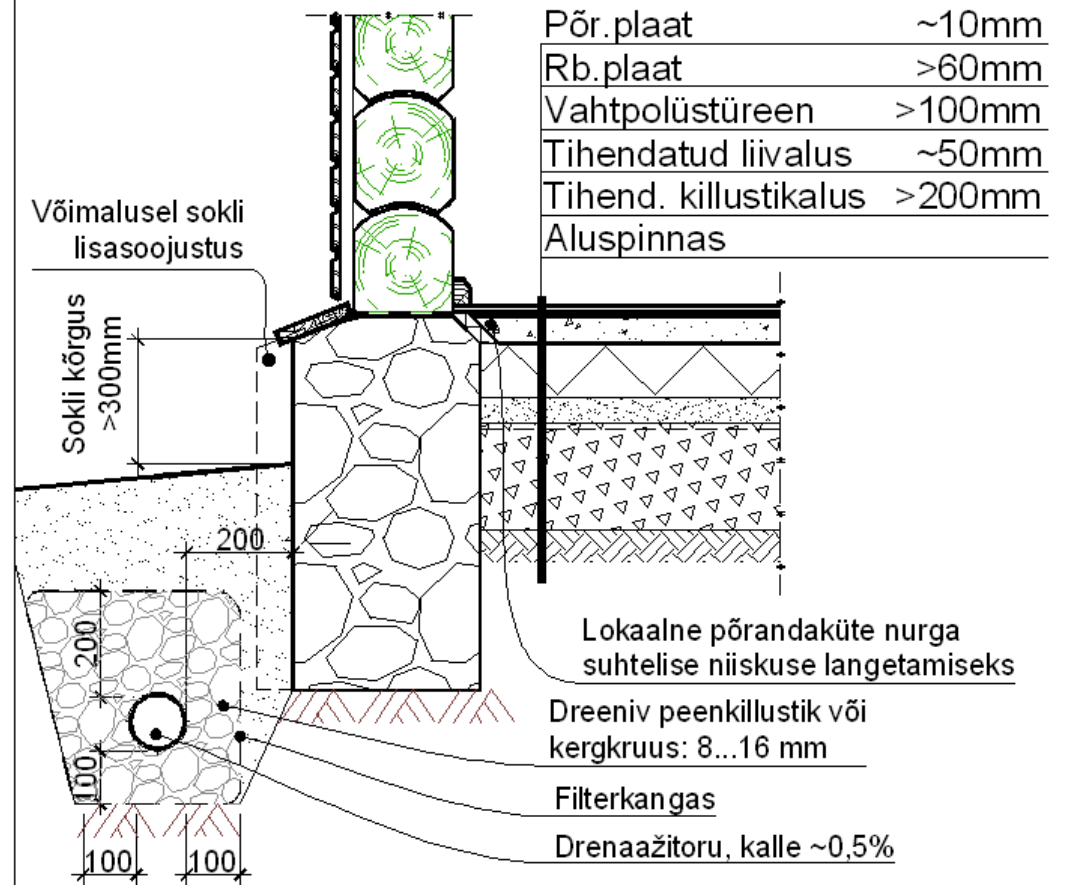 Põr.plaat ~10mm
Rb.plaat >60mm
Vahtpolüstüreen >100mm
Tihendatud liivalus ~50mm
Tihend. killustikalus >200mm
Aluspinnas
Võimalusel sokli
lisasoojustus
Sokli kõrgus
>300mm
200
200
100
100
100
Lokaalne põrandaküte nurga
suhtelise niiskuse langetamiseks
Dreeniv peenkillustik või
kergkruus: 8...16 mm
Filterkangas
Drenaažitoru, kalle ~0,5%